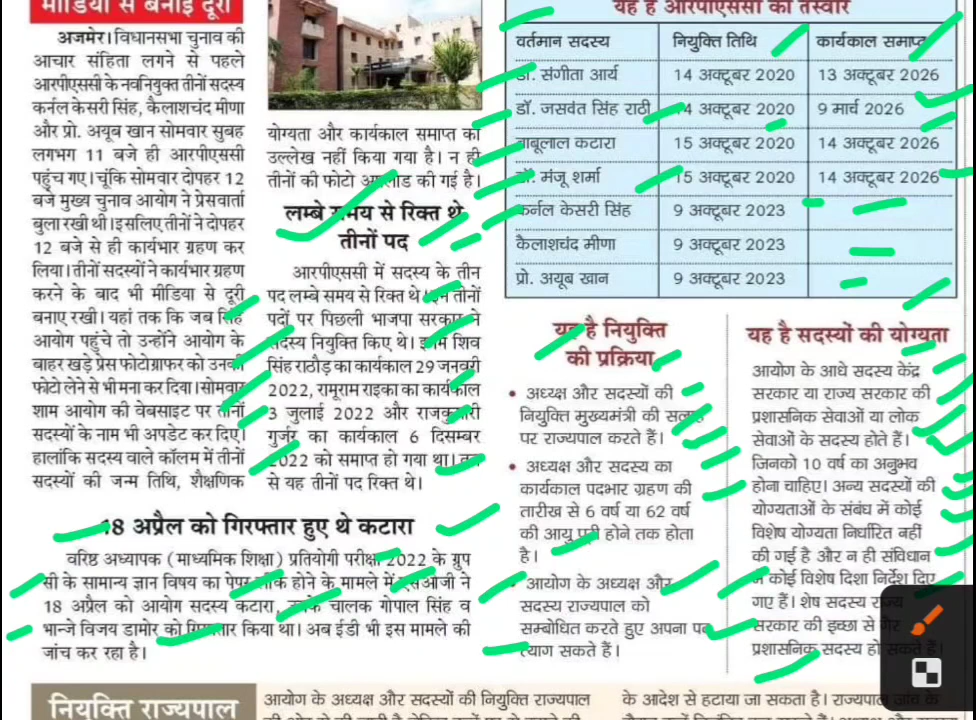 मीडिया से बनाई दूरी
अजमेर। विधानसभा चुनाव की
आचार संहिता लगने से पहले
आरपीएससी के नवनियुक्त तीनों सदस्य
कर्नल केसरी सिंह, कैलाशचंद मीणा
और प्रो. अयूब खान सोमवार सुबह
लगभग 11 बजे ही आरपीएससी
पहुंच गए। चूंकि सोमवार दोपहर 12
बजे मुख्य चुनाव आयोग ने प्रेसवार्ता
बुला रखी थी। इसलिए तीनों ने दोपहर
12 बजे से ही कार्यभार ग्रहण कर
लिया। तीनों सदस्यों ने कार्यभार ग्रहण
करने के बाद भी मीडिया से दूरी
बनाए रखी। यहां तक कि जब सिंह
आयोग पहुंचे तो उन्होंने आयोग के
बाहर खड़े प्रेस फोटोग्राफर को उनकी
फोटो लेने से भी मना कर दिया। सोमवार
शाम आयोग की वेबसाइट पर तीनों
सदस्यों के नाम भी अपडेट कर दिए।
हालांकि सदस्य वाले कॉलम में तीनों
सदस्यों की जन्म तिथि, शैक्षणिक
योग्यता और कार्यकाल समाप्त का
उल्लेख नहीं किया गया है। न ही
तीनों की फोटो अपलोड की गई है।
लम्बे समय से रिक्त थे
तीनों पद
आरपीएससी में सदस्य के तीन
पद लम्बे समय से रिक्त थे। इन तीनों
पदों पर पिछली भाजपा सरकार ने
सदस्य नियुक्ति किए थे। इनमें शिव
सिंह राठौड़ का कार्यकाल 29 जनवरी
2022, रामूराम राइका का कार्यकाल
3 जुलाई 2022 और राजकुमारी
गुर्जर का कार्यकाल 6 दिसम्बर
2022 को समाप्त हो गया था। तब
से यह तीनों पद रिक्त थे।
18 अप्रैल को गिरफ्तार हुए थे कटारा
वरिष्ठ अध्यापक (माध्यमिक शिक्षा) प्रतियोगी परीक्षा 2022 के ग्रुप
सी के सामान्य ज्ञान विषय का पेपर लीक होने के मामले में एसओजी ने
18 अप्रैल को आयोग सदस्य कटारा, उनके चालक गोपाल सिंह व
भान्जे विजय डामोर को गिरफ्तार किया था। अब ईडी भी इस मामले की
जांच कर रहा है।
यह है आरपीएससी की तस्वीर
वर्तमान सदस्य नियुक्ति तिथि कार्यकाल समाप्त
डॉ. संगीता आर्य 14 अक्टूबर 2020 13 अक्टूबर 2026
डॉ. जसवंत सिंह राठी 14 अक्टूबर 2020 9 मार्च 2026
बाबूलाल कटारा 15 अक्टूबर 2020 14 अक्टूबर 2026
डॉ. मंजू शर्मा 15 अक्टूबर 2020 14 अक्टूबर 2026
कर्नल केसरी सिंह 9 अक्टूबर 2023
कैलाशचंद मीणा 9 अक्टूबर 2023
प्रो. अयूब खान 9 अक्टूबर 2023
यह है नियुक्ति
की प्रक्रिया
• अध्यक्ष और सदस्यों की
नियुक्ति मुख्यमंत्री की सलाह
पर राज्यपाल करते हैं।
• अध्यक्ष और सदस्य का
कार्यकाल पदभार ग्रहण की
तारीख से 6 वर्ष या 62 वर्ष
की आयु पूरी होने तक होता
है।
• आयोग के अध्यक्ष और
सदस्य राज्यपाल को
सम्बोधित करते हुए अपना पद
त्याग सकते हैं।
यह है सदस्यों की योग्यता
आयोग के आधे सदस्य केंद्र
सरकार या राज्य सरकार की
प्रशासनिक सेवाओं या लोक
सेवाओं के सदस्य होते हैं।
जिनको 10 वर्ष का अनुभव
होना चाहिए। अन्य सदस्यों की
योग्यताओं के संबंध में कोई
विशेष योग्यता निर्धारित नहीं
की गई है और न ही संविधान
में कोई विशेष दिशा निर्देश दिए
गए हैं। शेष सदस्य राज्य
सरकार की इच्छा से गैर
प्रशासनिक सदस्य हो सकते हैं।
नियुक्ति राज्यपाल
आयोग के अध्यक्ष और सदस्यों की नियुक्ति राज्यपाल
के आदेश से हटाया जा सकता है। राज्यपाल जांच के